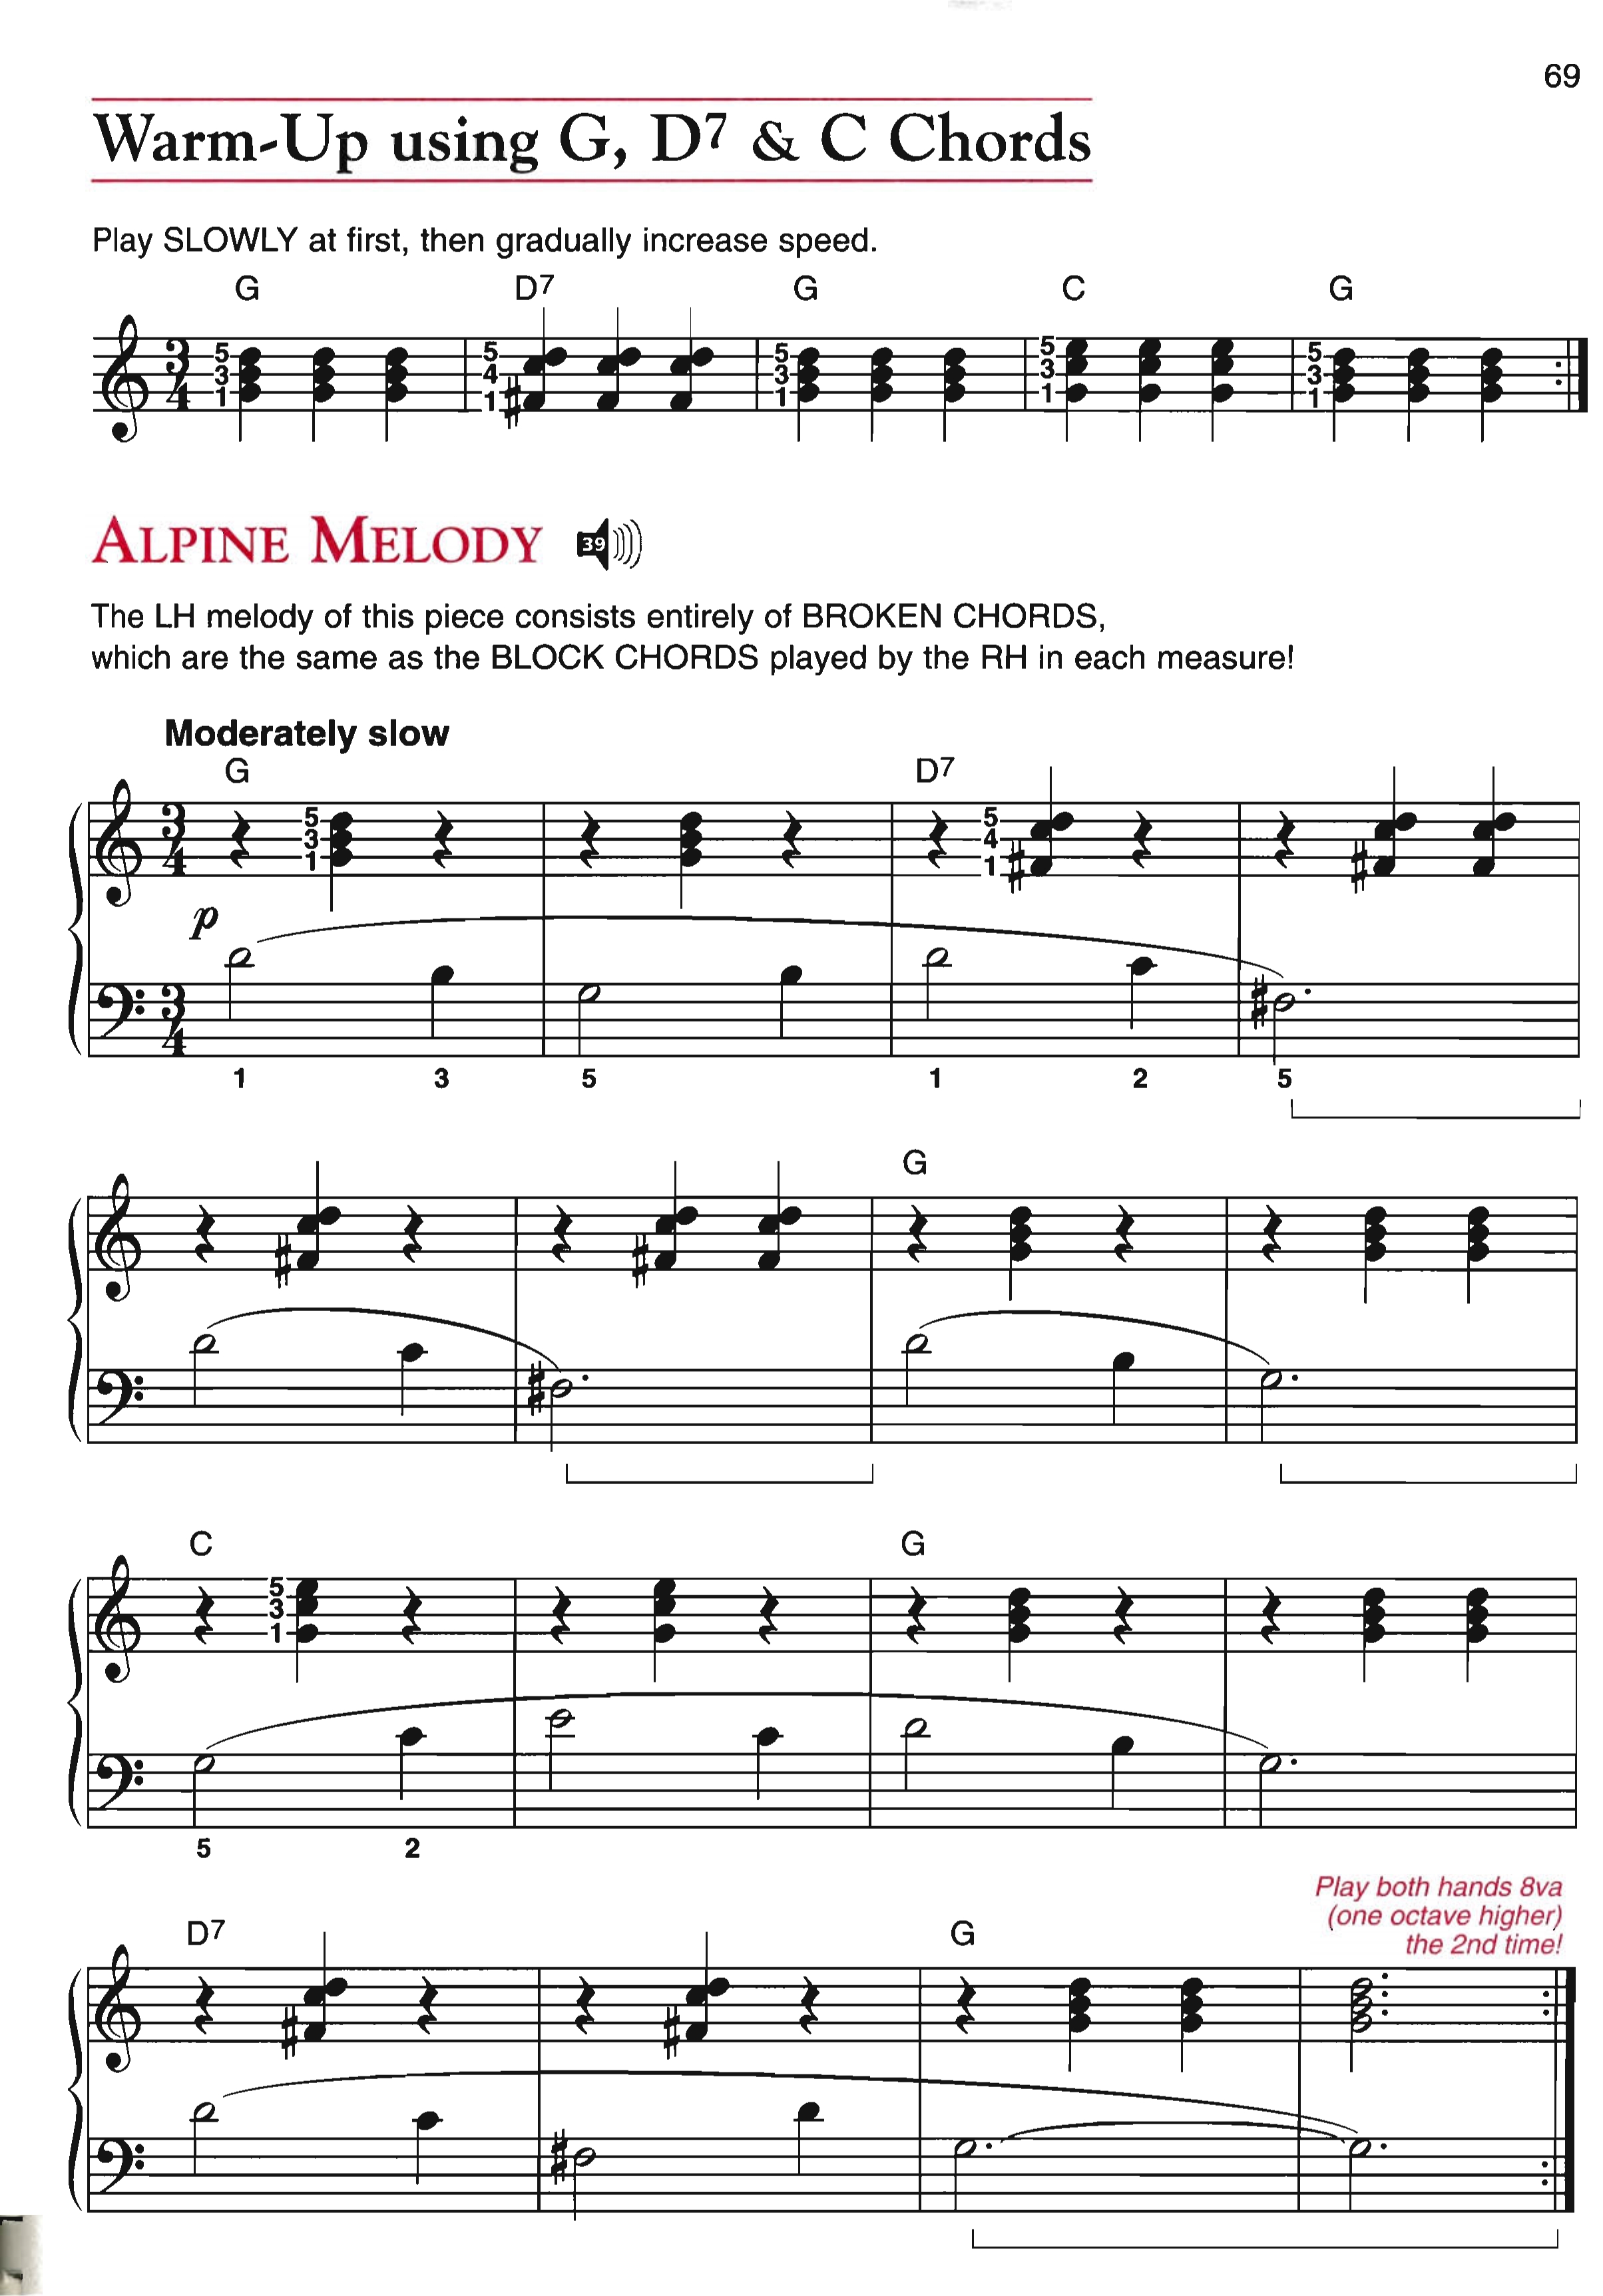 69
Warm-Up using G, D7 & C Chords
Play SLOWLY at first, then gradually increase speed.
G D7 G C G
3 4 5 3 1 5 4 1 5 3 1 5 3 1 5 3 1
ALPINE MELODY 39
The LH melody of this piece consists entirely of BROKEN CHORDS,
which are the same as the BLOCK CHORDS played by the RH in each measure!
Moderately slow
G D7
3 4 5 3 1 5 4 1
p
3 4
1 3 5 1 2 5
G
C G
5 3 1
5 2
Play both hands 8va
(one octave higher)
the 2nd time!
D7 G